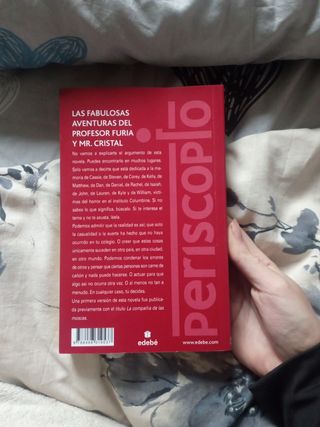 LAS FABULOSAS
AVENTURAS DEL
PROFESOR FURIA
Y MR. CRISTAL
No vamos a explicarte el argumento de esta
novela. Puedes encontrarlo en muchos lugares.
Solo vamos a decirte que está dedicada a la me-
moria de Cassie, de Steven, de Corey, de Kelly, de
Matthew, de Dan, de Daniel, de Rachel, de Isaiah,
de John, de Lauren, de Kyle y de William, vícti-
mas del horror en el instituto Columbine. Si no
sabes lo que significa, búscalo. Si te interesa el
tema y no te asusta, léela.
Podemos admitir que la realidad es así, que solo
la casualidad o la suerte ha hecho que no haya
ocurrido en tu colegio. O creer que estas cosas
únicamente suceden en otro país, en otra ciudad,
en otro mundo. Podemos condenar los errores
de otros y pensar que ciertas personas son carne de
cañón y nada puede hacerse. O actuar para que
algo así no ocurra otra vez. O al menos no tan a
menudo. En cualquier caso, tu decides.
Una primera versión de esta novela fue publica-
da previamente con el título La compañía de las
moscas.
periscopio
edebé
www.edebe.com